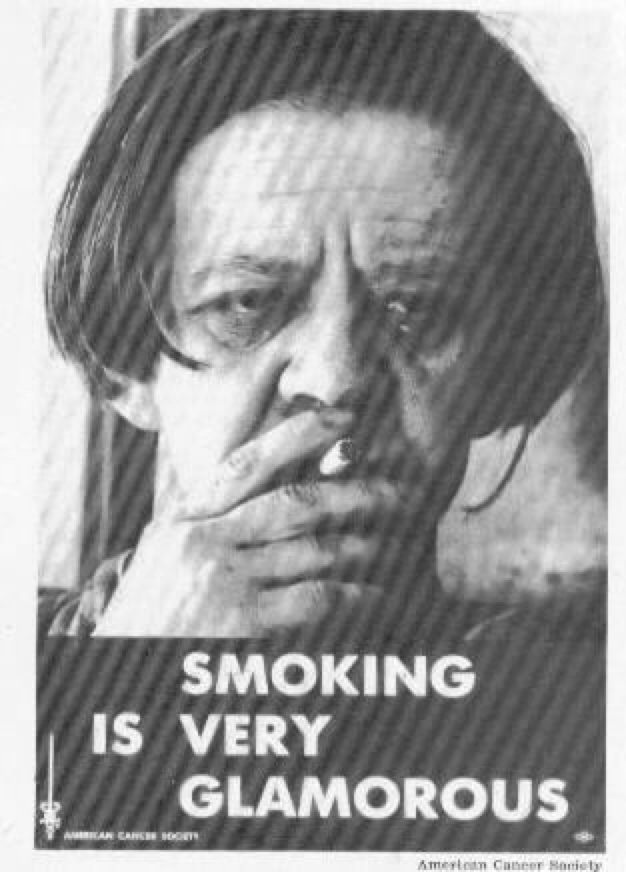 SMOKING
IS VERY
GLAMOROUS
AMERICAN CANCER SOCIETY
American Cancer Society